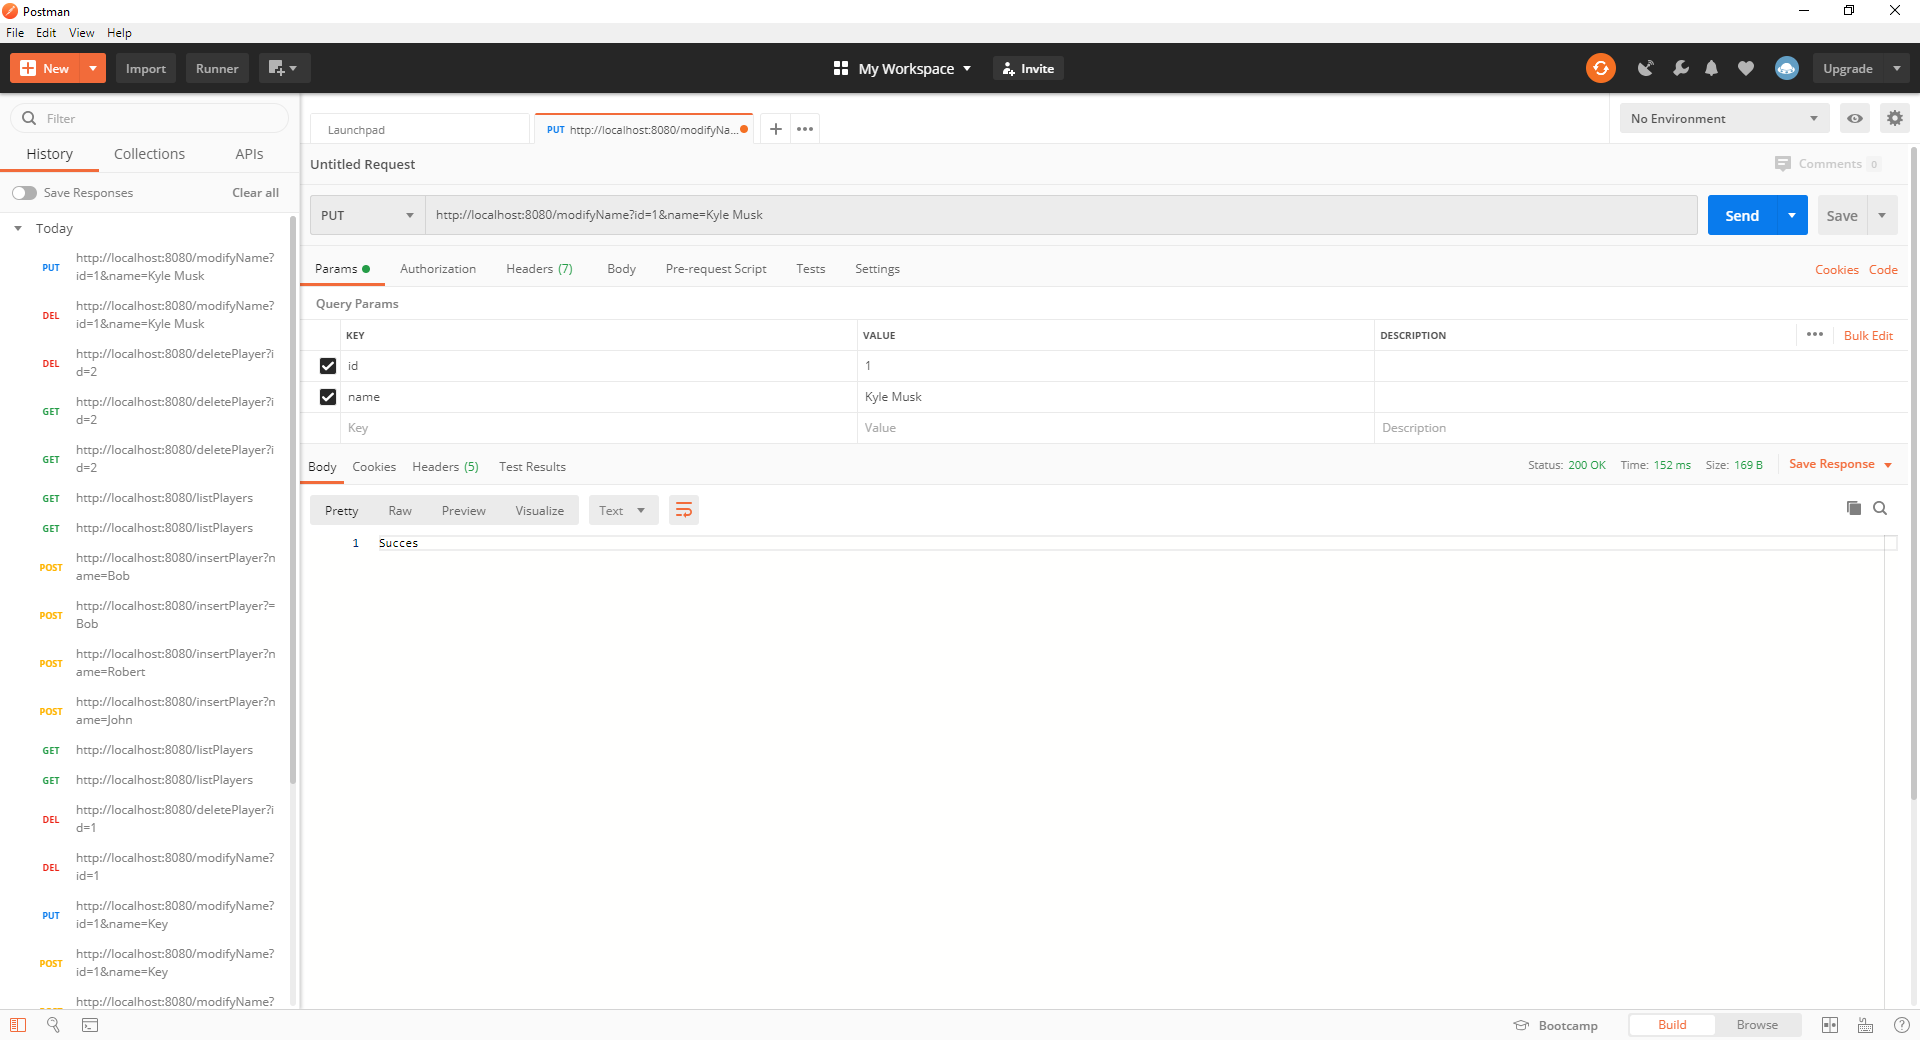 Postman
File Edit View Help
New Import Runner My Workspace Invite Upgrade
Filter
History Collections APIs
Save Responses Clear all
Today
PUT http://localhost:8080/modifyName?
id=1&name=Kyle Musk
DEL http://localhost:8080/modifyName?
id=1&name=Kyle Musk
DEL http://localhost:8080/deletePlayer?i
d=2
GET http://localhost:8080/deletePlayer?i
d=2
GET http://localhost:8080/deletePlayer?i
d=2
GET http://localhost:8080/listPlayers
GET http://localhost:8080/listPlayers
POST http://localhost:8080/insertPlayer?n
ame=Bob
POST http://localhost:8080/insertPlayer?=
Bob
POST http://localhost:8080/insertPlayer?n
ame=Robert
POST http://localhost:8080/insertPlayer?n
ame=John
GET http://localhost:8080/listPlayers
GET http://localhost:8080/listPlayers
DEL http://localhost:8080/deletePlayer?i
d=1
DEL http://localhost:8080/modifyName?
id=1
PUT http://localhost:8080/modifyName?
id=1&name=Key
POST http://localhost:8080/modifyName?
id=1&name=Key
http://localhost:8080/modifyName?
Launchpad PUT http://localhost:8080/modifyNa... No Environment
Untitled Request Comments 0
PUT http://localhost:8080/modifyName?id=1&name=Kyle Musk Send Save
Params Authorization Headers (7) Body Pre-request Script Tests Settings Cookies Code
Query Params
KEY VALUE DESCRIPTION Bulk Edit
id 1
name Kyle Musk
Key Value Description
Body Cookies Headers (5) Test Results Status: 200 OK Time: 152 ms Size: 169 B Save Response
Pretty Raw Preview Visualize Text
1 Succes
Bootcamp Build Browse